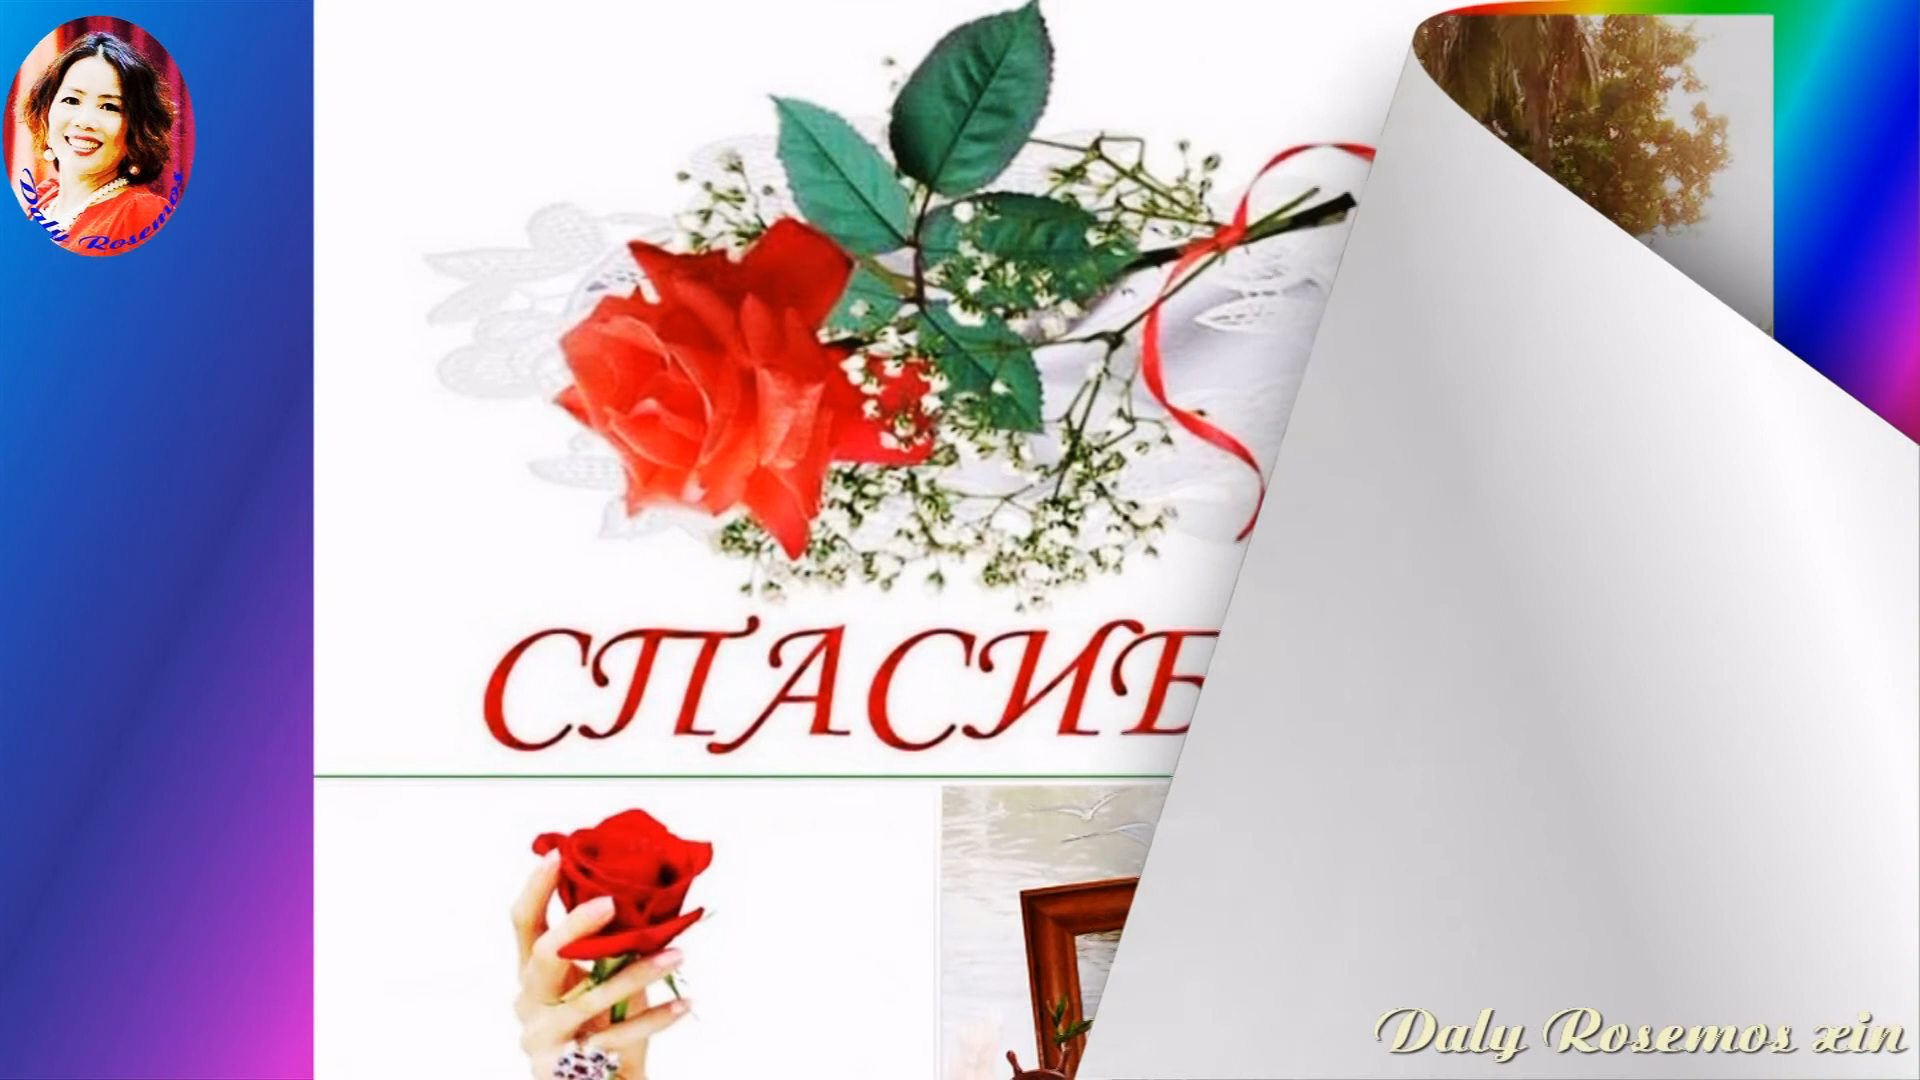 Daly Rosemos
СПАСИБ
Daly Rosemos xin